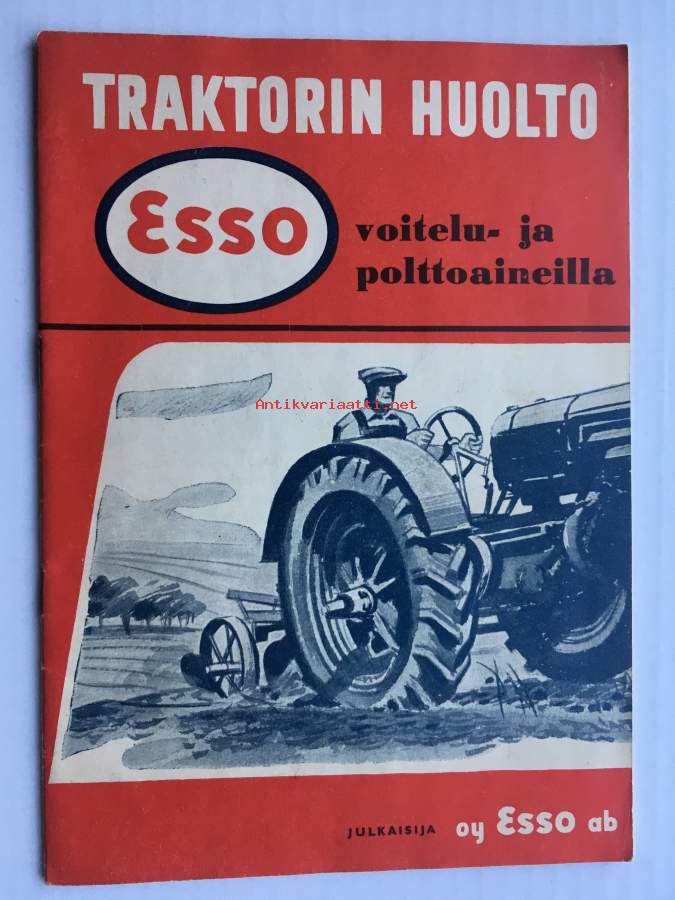 TRAKTORIN HUOLTO
Esso
voitelu- ja
polttoaineilla
Antikvariaatti.net
JULKAISIJA oy Esso ab